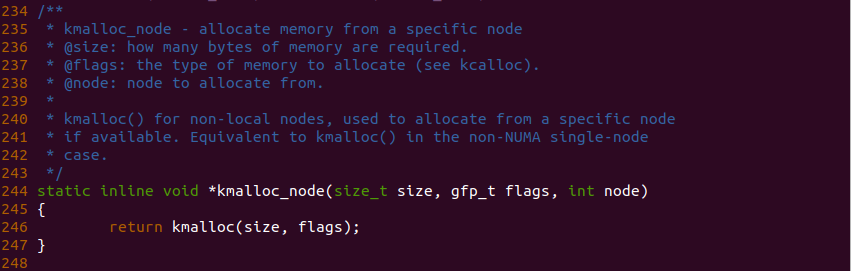 234 /**
235  * kmalloc_node - allocate memory from a specific node
236  * @size: how many bytes of memory are required.
237  * @flags: the type of memory to allocate (see kcalloc).
238  * @node: node to allocate from.
239  *
240  * kmalloc() for non-local nodes, used to allocate from a specific node
241  * if available. Equivalent to kmalloc() in the non-NUMA single-node
242  * case.
243  */
244 static inline void *kmalloc_node(size_t size, gfp_t flags, int node)
245 {
246         return kmalloc(size, flags);
247 }
248